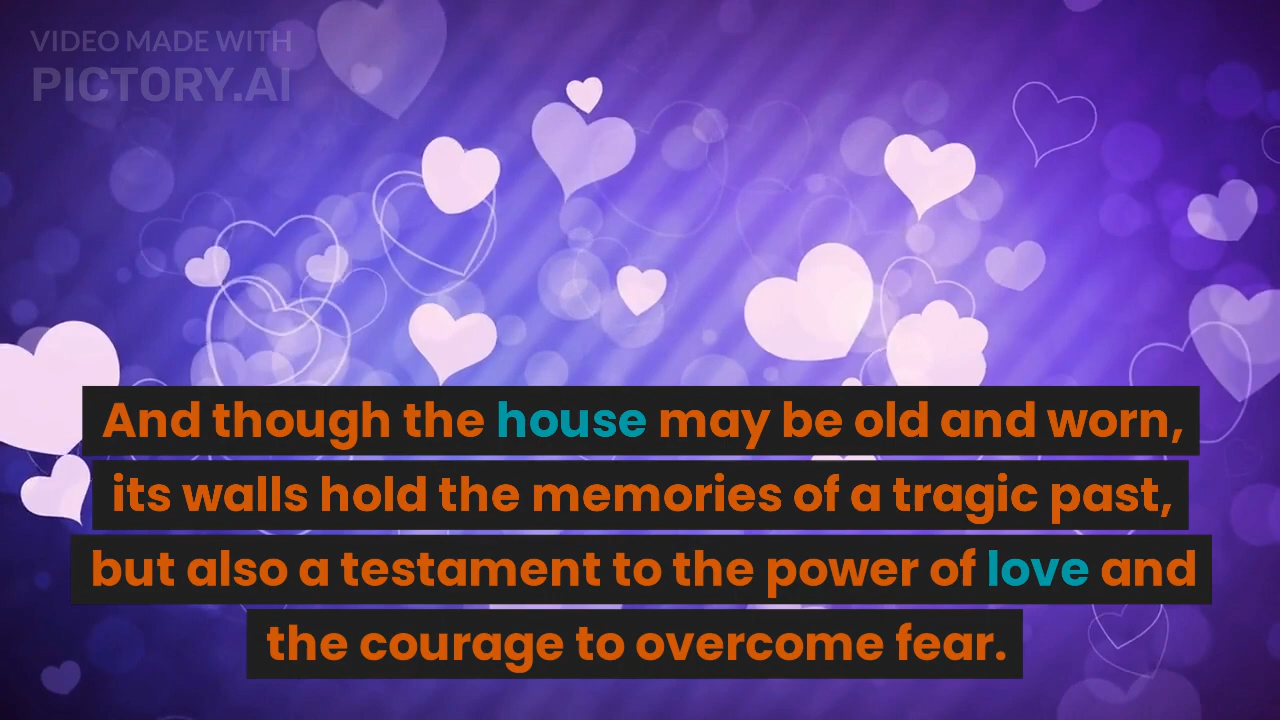 VIDEO MADE WITH
PICTORY.AI
And though the house may be old and worn,
its walls hold the memories of a tragic past,
but also a testament to the power of love and
the courage to overcome fear.